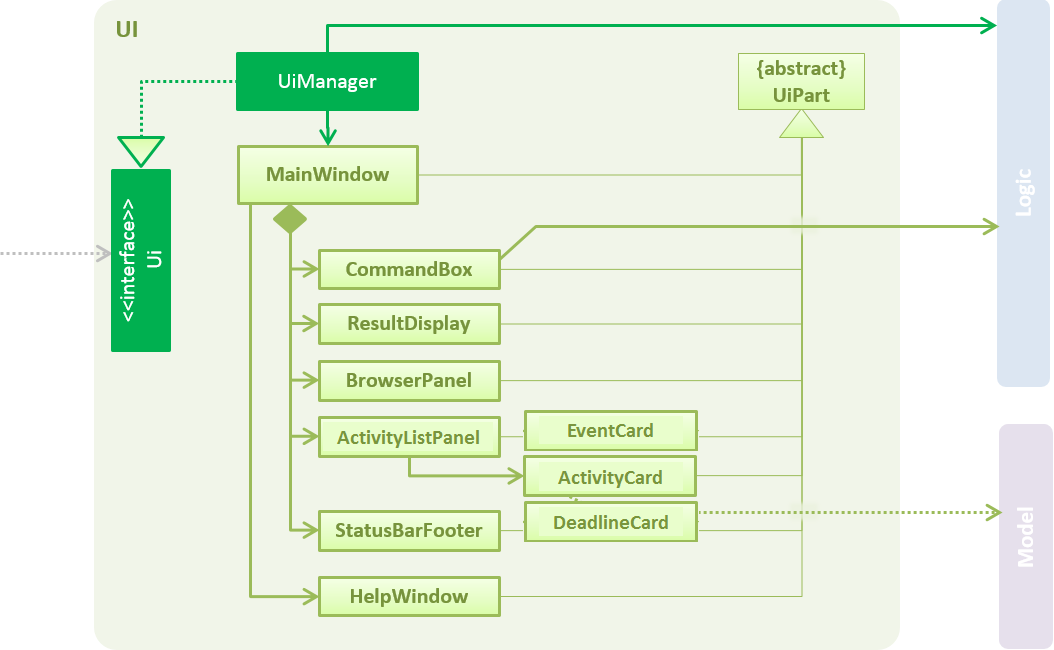 UI
UiManager
{abstract}
UiPart
MainWindow
<<interface>>
Ui
Logic
CommandBox
ResultDisplay
BrowserPanel
ActivityListPanel
EventCard
ActivityCard
DeadlineCard
StatusBarFooter
HelpWindow
Model